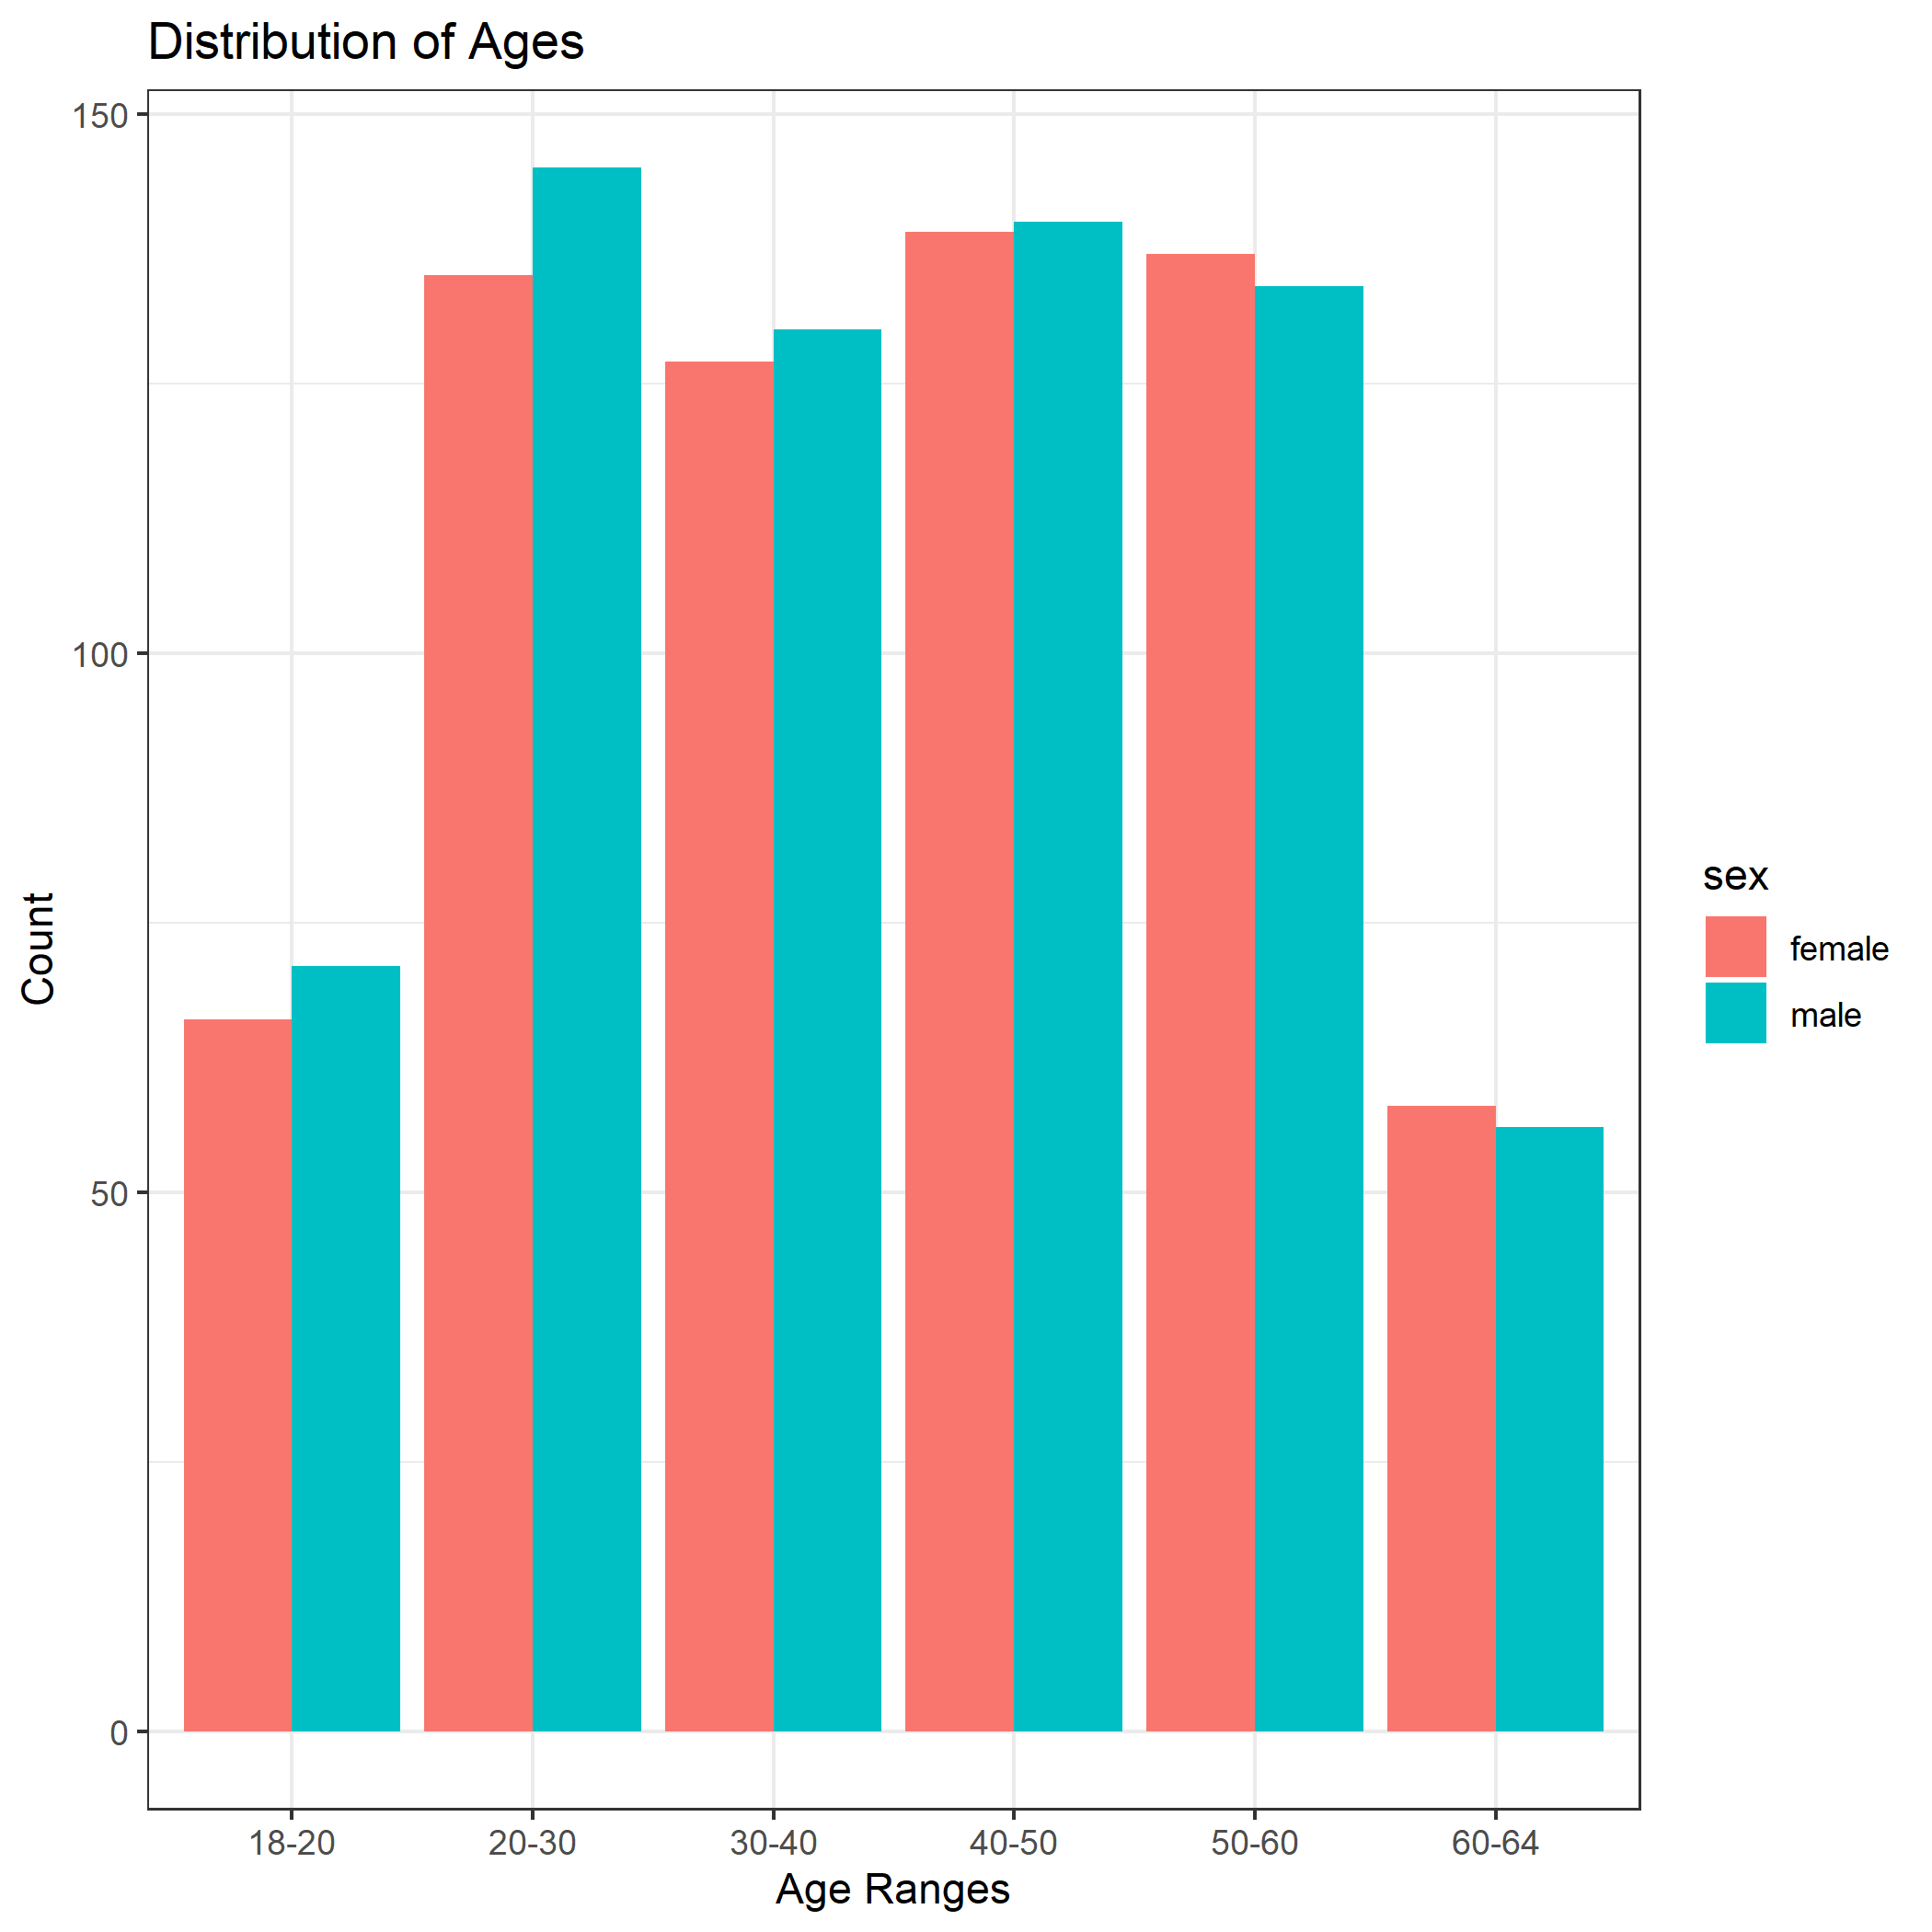 Distribution of Ages
150
100
50
0
Count
18-20 20-30 30-40 40-50 50-60 60-64
Age Ranges
sex
female
male